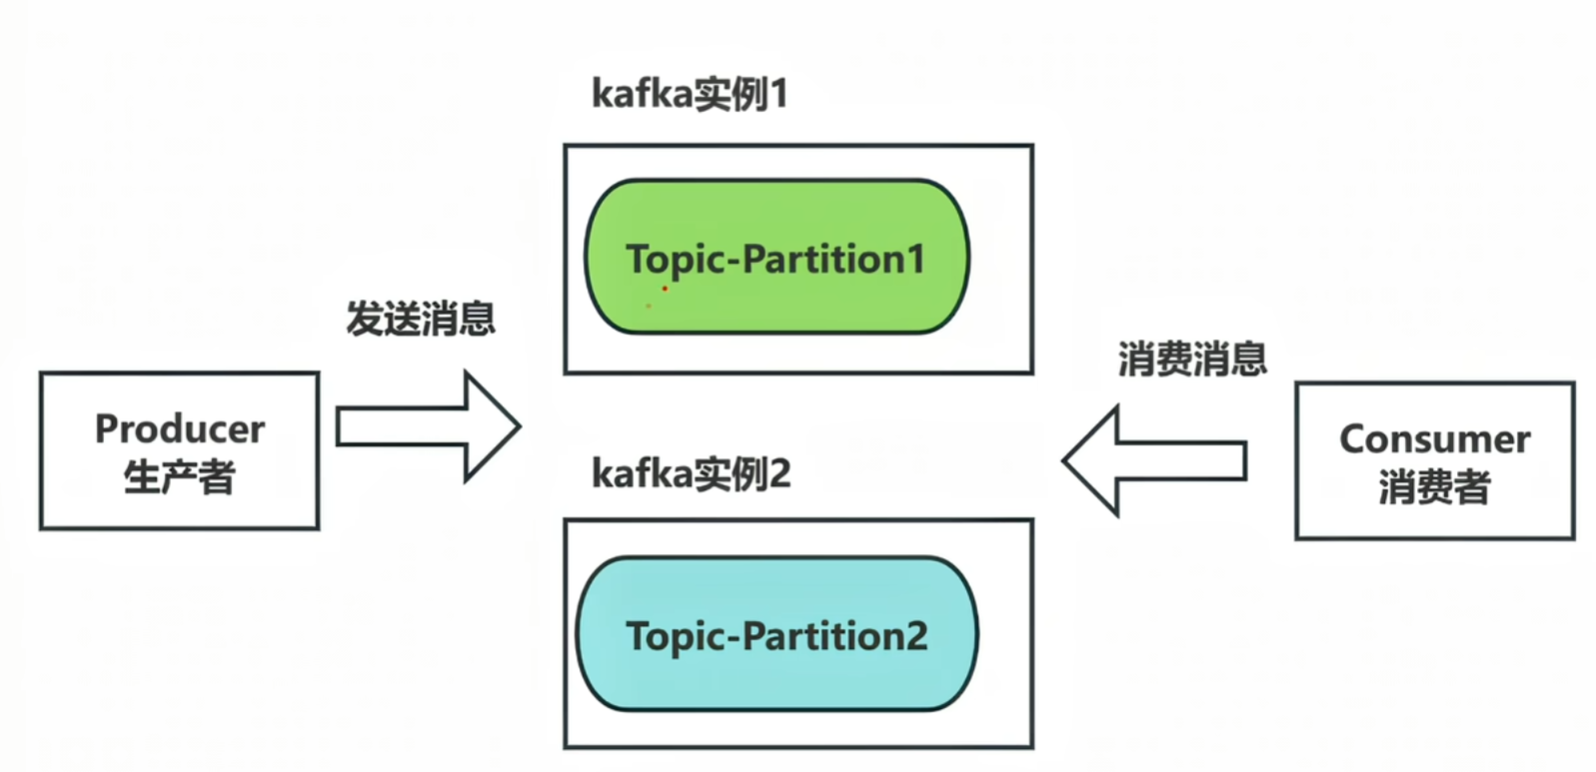 kafka实例1
Topic-Partition1
发送消息
消费消息
Producer
生产者
Consumer
消费者
kafka实例2
Topic-Partition2